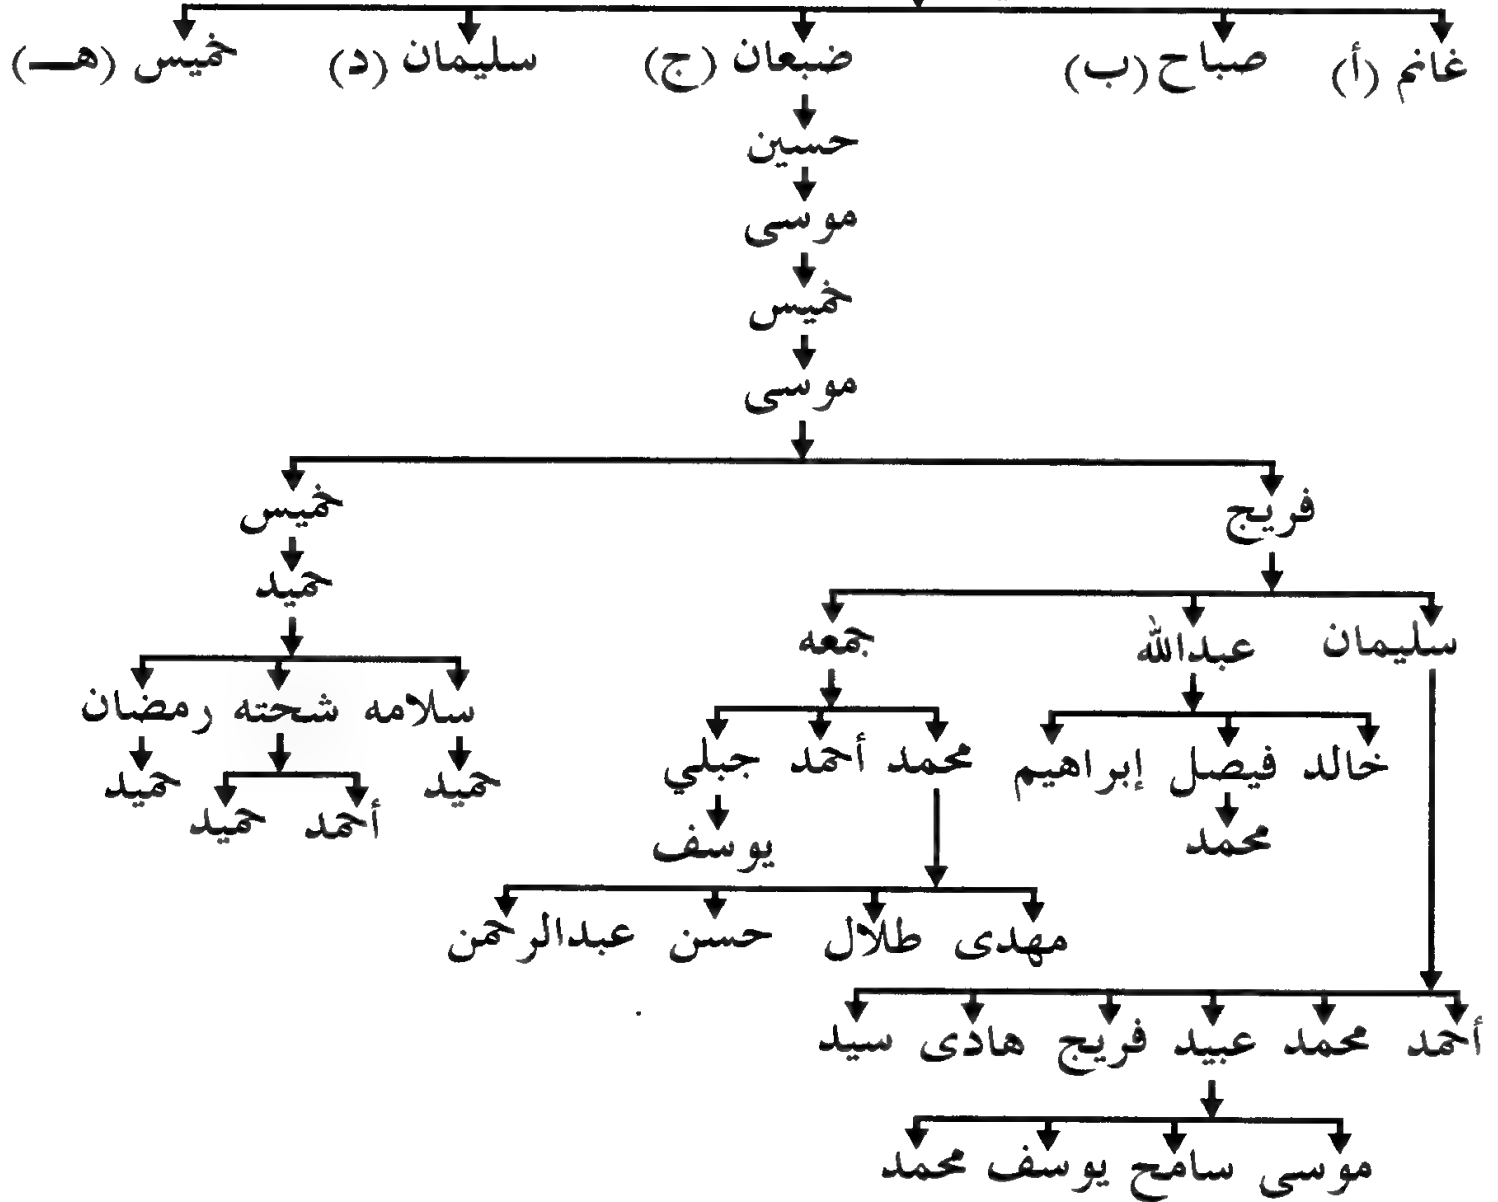 غانم (أ) صباح (ب) ضبعان (ج) سليمان (د) خميس (هـ)
حسين
موسى
خميس
موسى
فريج خميس
حميد
سليمان عبدالله جمعه
سلامه شحته رمضان
خالد فيصل إبراهيم محمد أحمد جبلي
حميد حميد
أحمد حميد
محمد يوسف
مهدى طلال حسن عبدالرحمن
أحمد محمد عبيد فريج هادى سيد
موسى سامح يوسف محمد